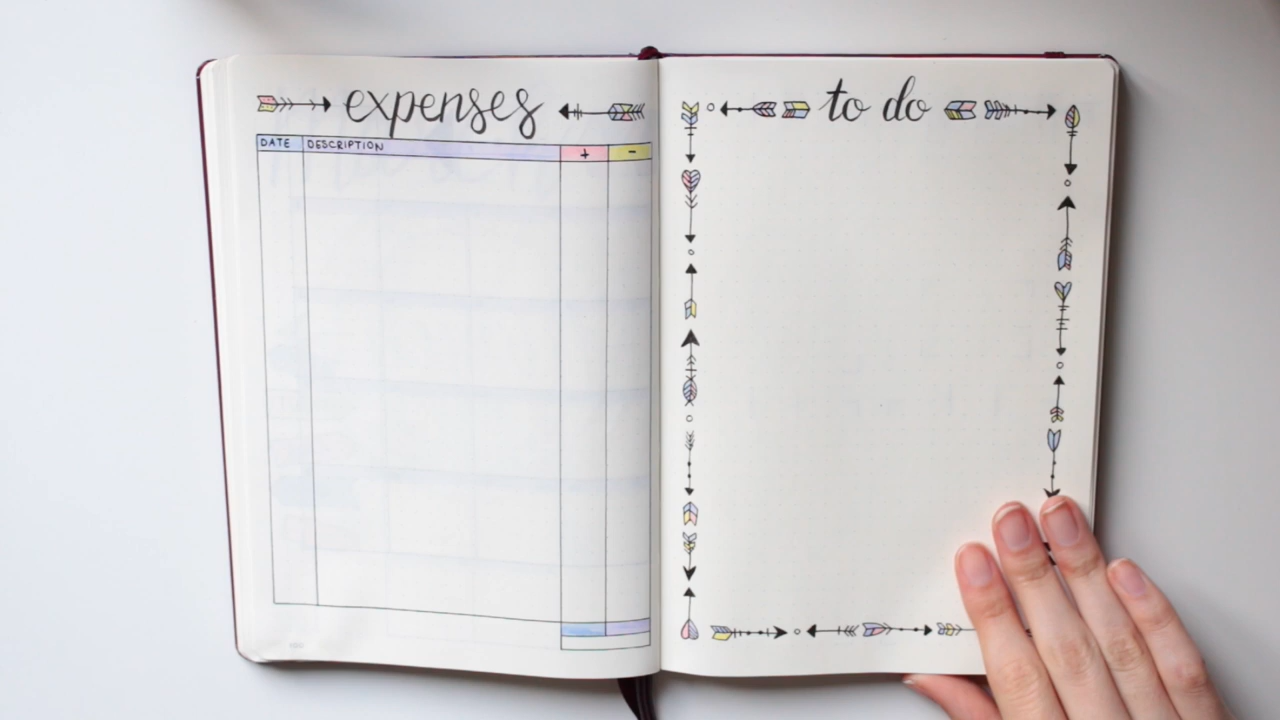 expenses
DATE DESCRIPTION + -
to do